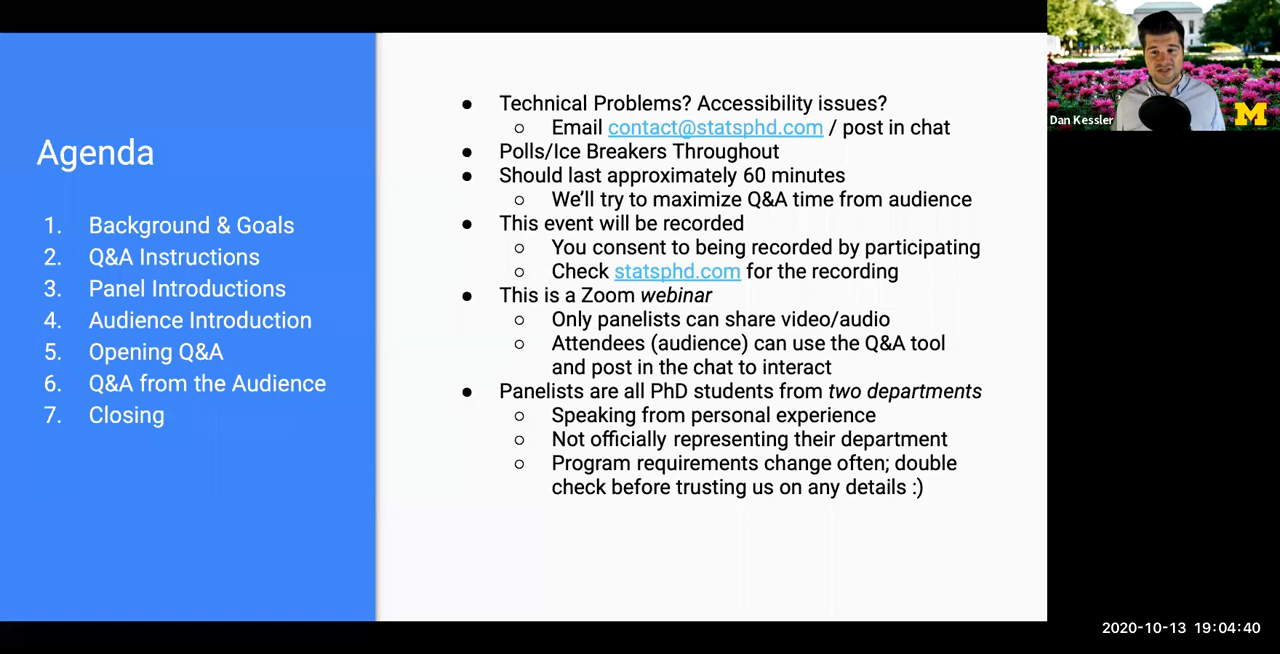 Agenda
1. Background & Goals
2. Q&A Instructions
3. Panel Introductions
4. Audience Introduction
5. Opening Q&A
6. Q&A from the Audience
7. Closing
● Technical Problems? Accessibility issues?
○ Email contact@statsphd.com / post in chat
● Polls/Ice Breakers Throughout
● Should last approximately 60 minutes
○ We'll try to maximize Q&A time from audience
● This event will be recorded
○ You consent to being recorded by participating
○ Check statsphd.com for the recording
● This is a Zoom webinar
○ Only panelists can share video/audio
○ Attendees (audience) can use the Q&A tool
and post in the chat to interact
● Panelists are all PhD students from two departments
○ Speaking from personal experience
○ Not officially representing their department
○ Program requirements change often; double
check before trusting us on any details :)
Dan Kessler
M
2020-10-13 19:04:40